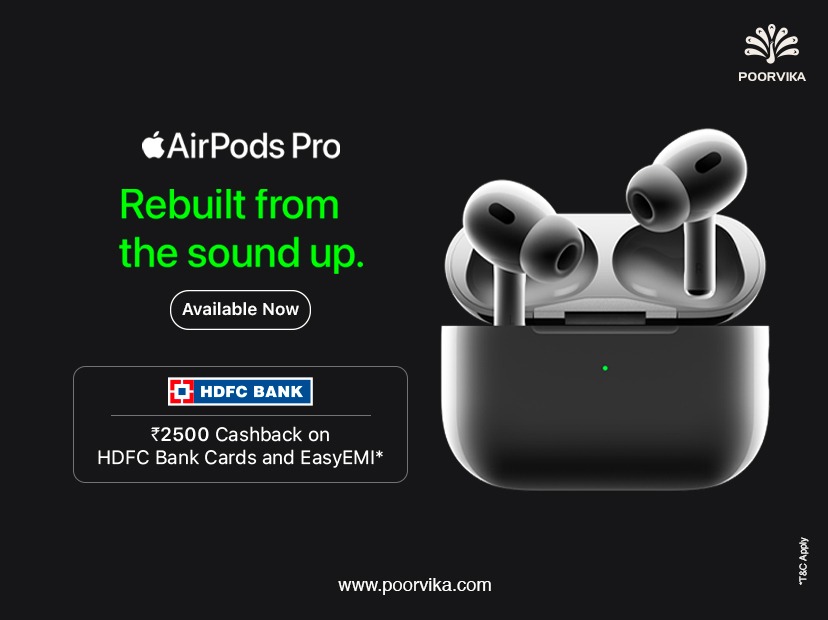 POORVIKA
AirPods Pro
Rebuilt from
the sound up.
Available Now
HDFC BANK
₹2500 Cashback on
HDFC Bank Cards and EasyEMI*
*T&C Apply
www.poorvika.com